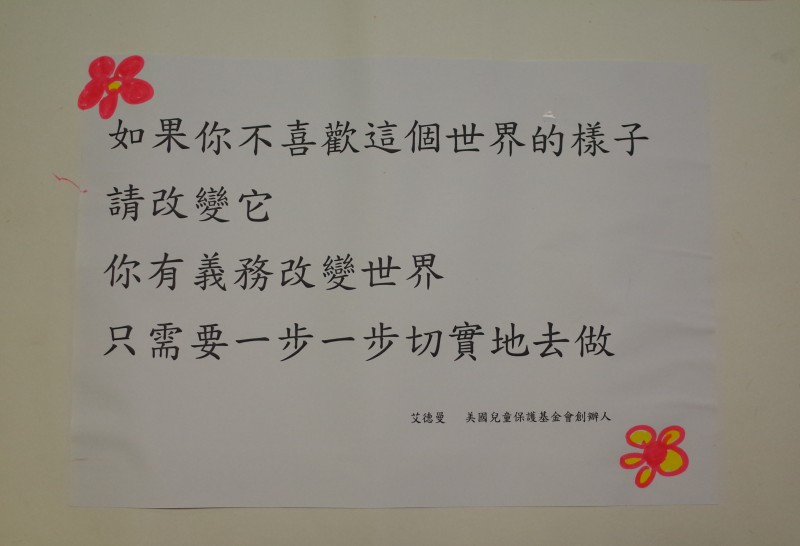 如果你不喜歡這個世界的樣子
請改變它
你有義務改變世界
只需要一步一步切實地去做
艾德曼　美國兒童保護基金會創辦人